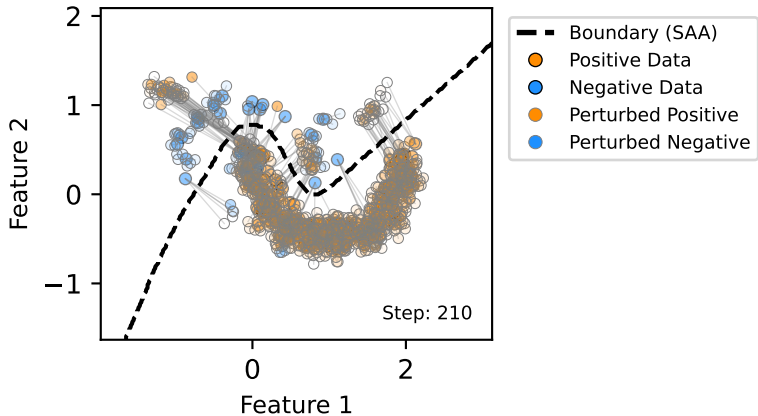 2
1
0
−1
Feature 2
0
2
Feature 1
Step: 210
Boundary (SAA)
Positive Data
Negative Data
Perturbed Positive
Perturbed Negative